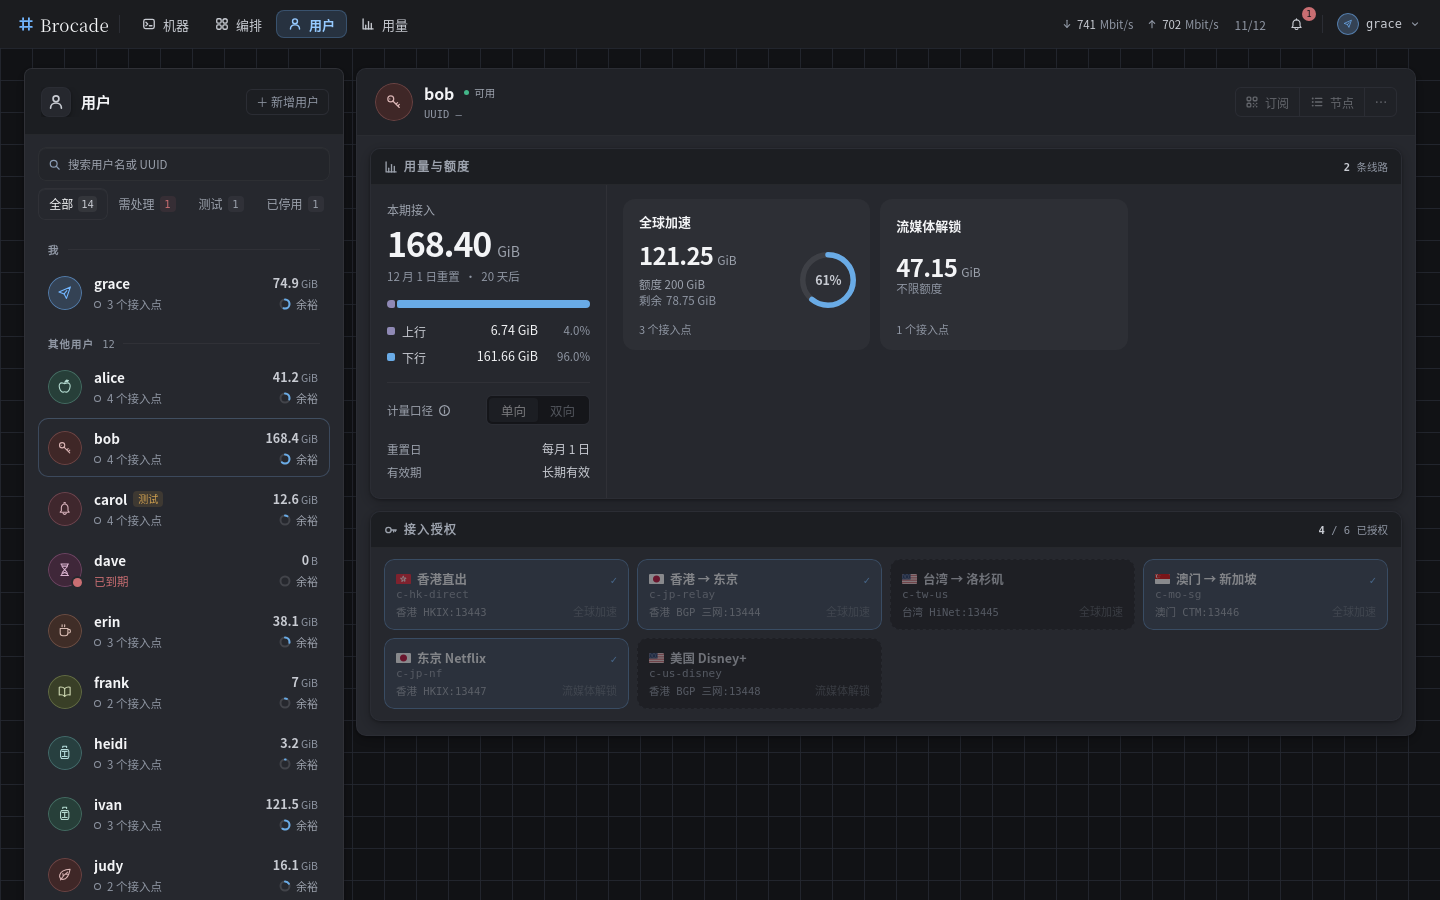 Brocade 机器 编排 用户 用量 741 Mbit/s 702 Mbit/s 11/12 1 grace
用户 + 新增用户
搜索用户名或 UUID
全部 14 需处理 1 测试 1 已停用 1
我
grace 74.9 GiB
3 个接入点 余裕
其他用户 12
alice 41.2 GiB
4 个接入点 余裕
bob 168.4 GiB
4 个接入点 余裕
carol 测试 12.6 GiB
4 个接入点 余裕
dave 0 B
已到期 余裕
erin 38.1 GiB
3 个接入点 余裕
frank 7 GiB
2 个接入点 余裕
heidi 3.2 GiB
3 个接入点 余裕
ivan 121.5 GiB
3 个接入点 余裕
judy 16.1 GiB
2 个接入点 余裕
bob 可用
UUID —
订阅 节点 ···
用量与额度 2 条线路
本期接入
168.40 GiB
12 月 1 日重置 · 20 天后
上行 6.74 GiB 4.0%
下行 161.66 GiB 96.0%
计量口径 单向 双向
重置日 每月 1 日
有效期 长期有效
全球加速
121.25 GiB
额度 200 GiB
剩余 78.75 GiB
61%
3 个接入点
流媒体解锁
47.15 GiB
不限额度
1 个接入点
接入授权 4 / 6 已授权
香港直出 ✓
c-hk-direct
香港 HKIX:13443 全球加速
香港 → 东京 ✓
c-jp-relay
香港 BGP 三网:13444 全球加速
台湾 → 洛杉矶
c-tw-us
台湾 HiNet:13445 全球加速
澳门 → 新加坡 ✓
c-mo-sg
澳门 CTM:13446 全球加速
东京 Netflix ✓
c-jp-nf
香港 HKIX:13447 流媒体解锁
美国 Disney+
c-us-disney
香港 BGP 三网:13448 流媒体解锁